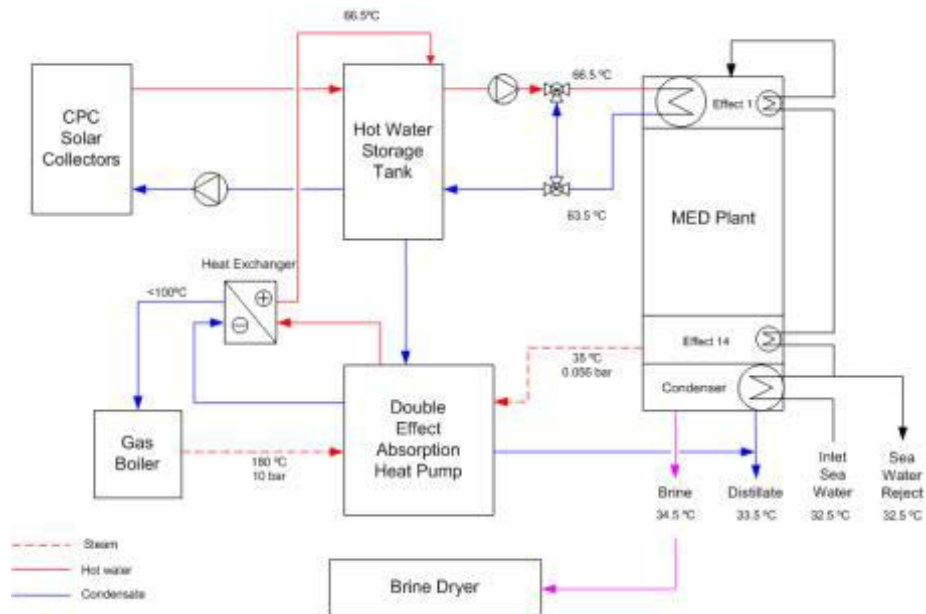 66.5ºC
CPC
Solar
Collectors
Hot Water
Storage
Tank
66.5 ºC
Effect 1
63.5 ºC
MED Plant
Heat Exchanger
<100ºC
Effect 14
35 ºC
0.056 bar
Condenser
Double
Effect
Absorption
Heat Pump
Gas
Boiler
180 ºC
10 bar
Inlet
Sea
Water
32.5 ºC
Sea
Water
Reject
32.5 ºC
Brine
34.5 ºC
Distillate
33.5 ºC
Steam
Hot water
Condensate
Brine Dryer